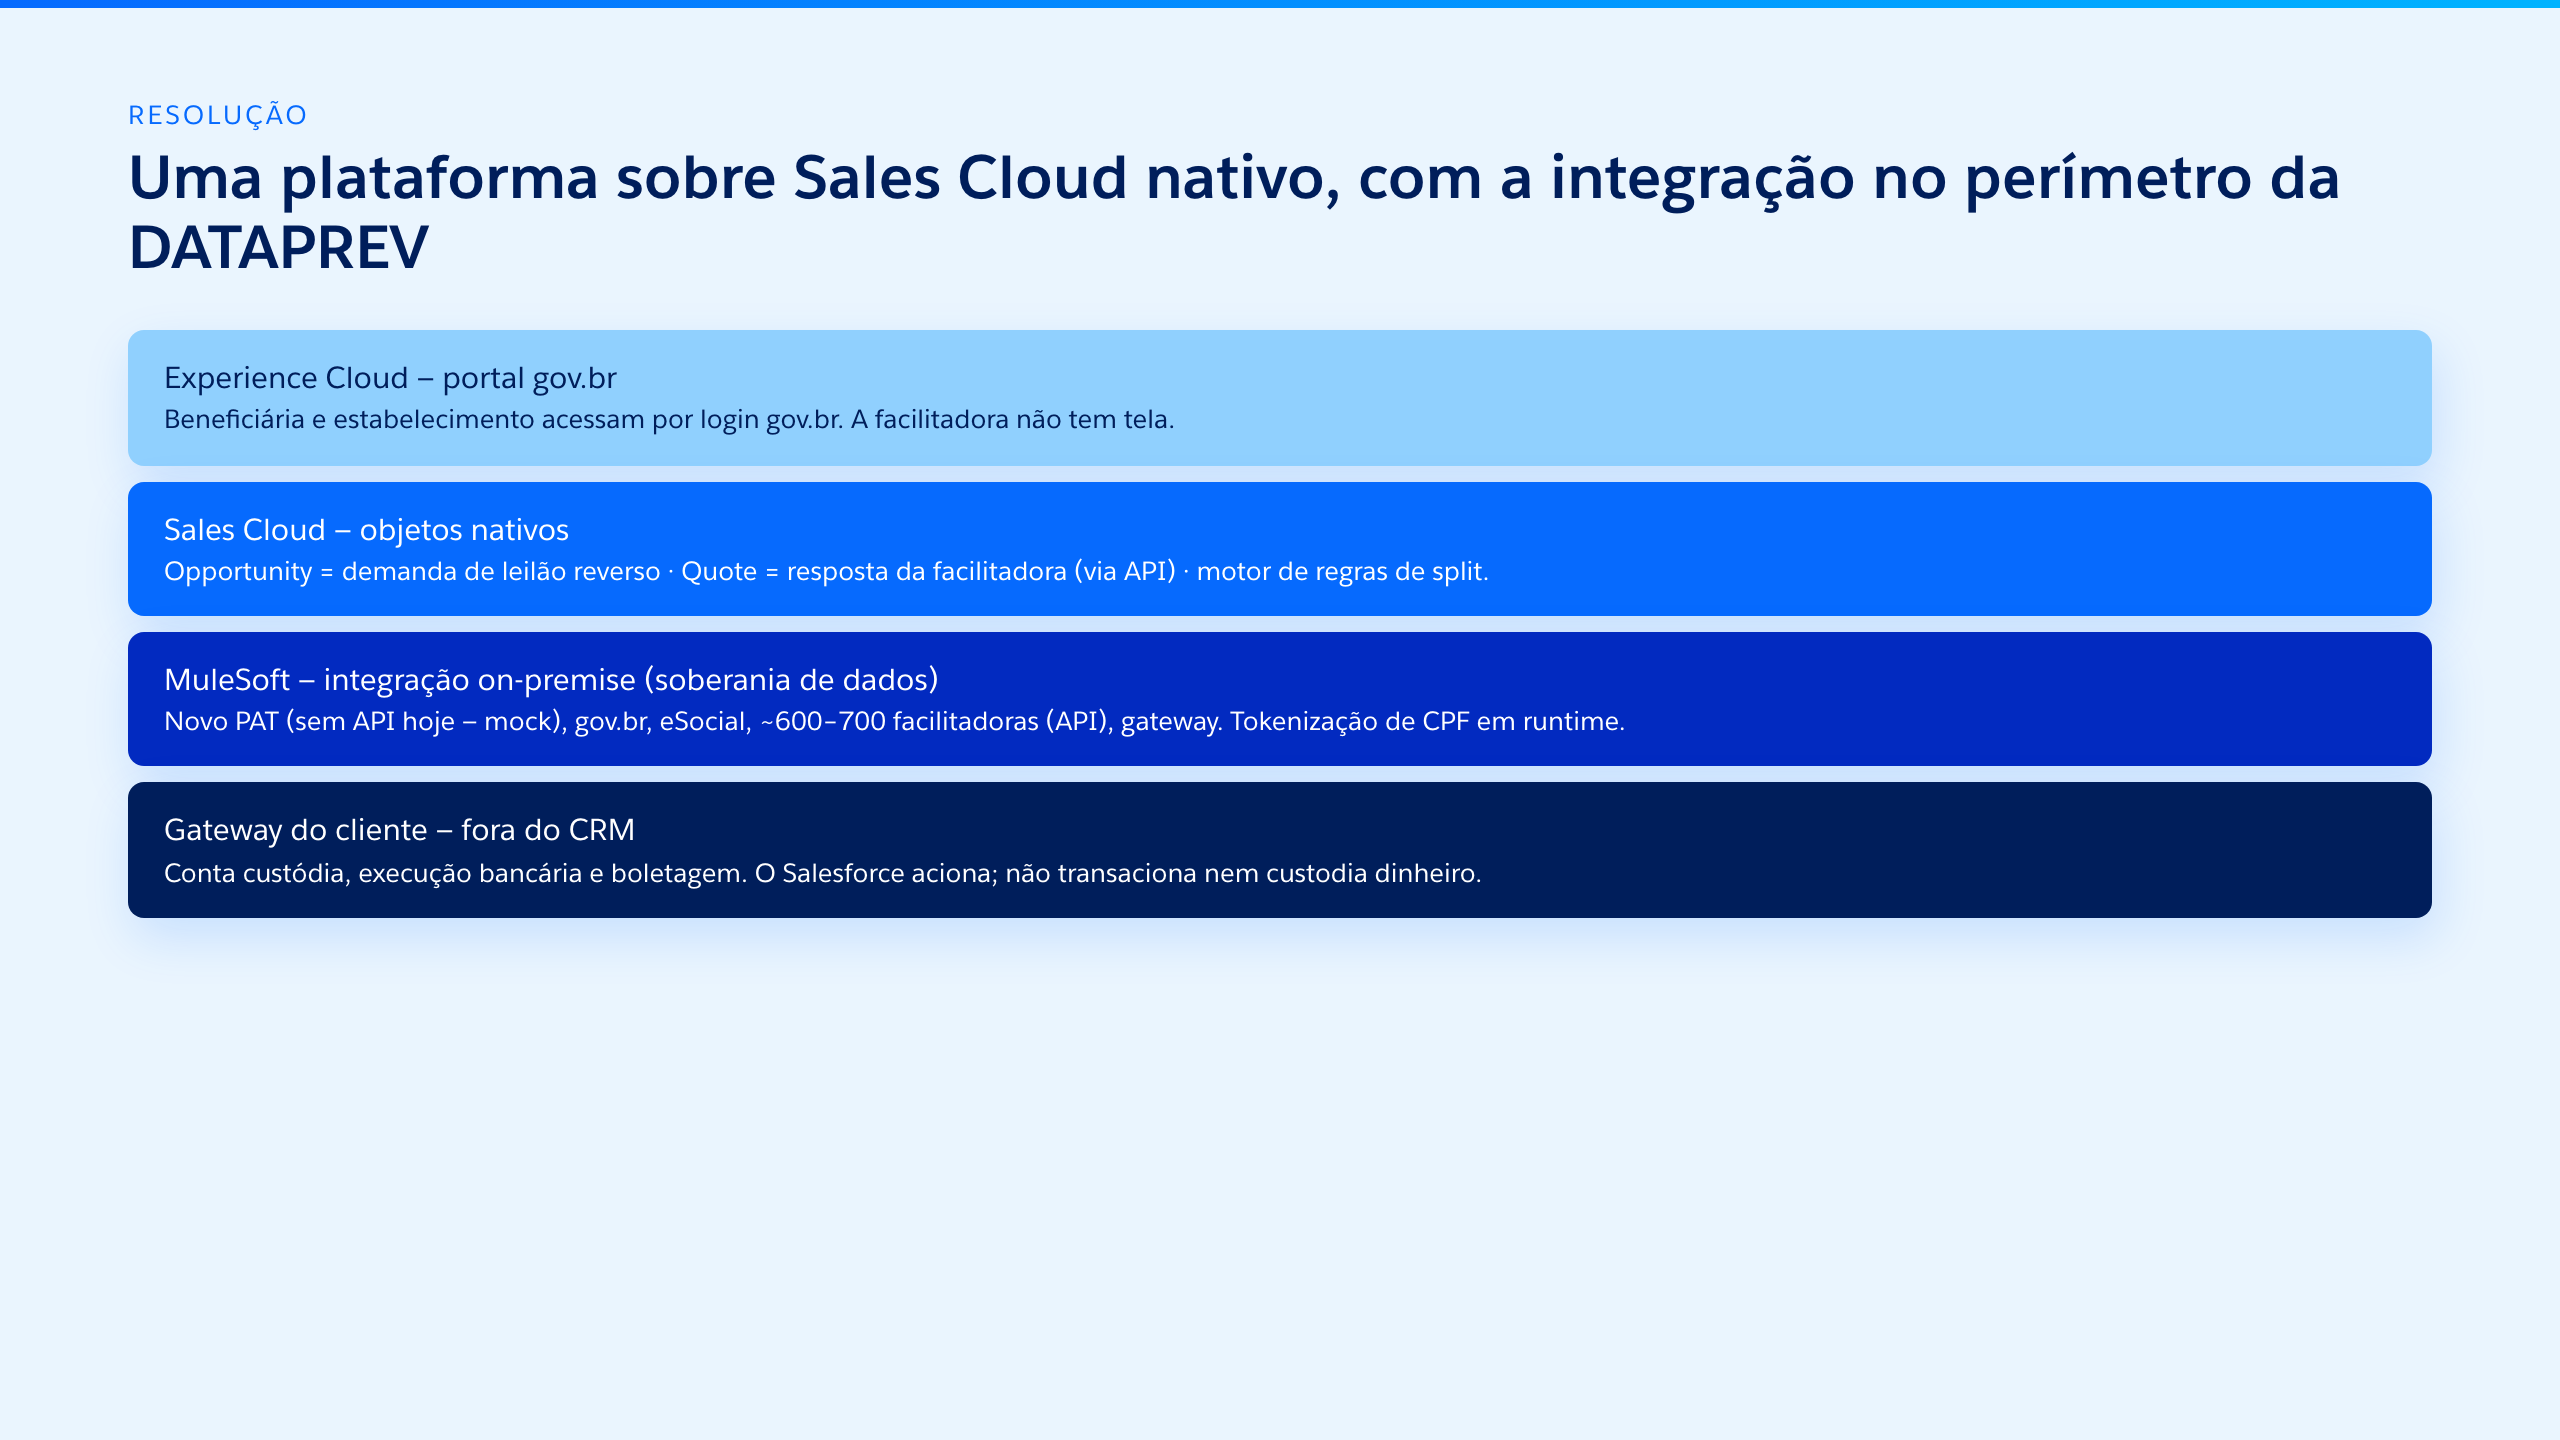 RESOLUÇÃO
Uma plataforma sobre Sales Cloud nativo, com a integração no perímetro da
DATAPREV
Experience Cloud – portal gov.br
Beneficiária e estabelecimento acessam por login gov.br. A facilitadora não tem tela.
Sales Cloud – objetos nativos
Opportunity = demanda de leilão reverso · Quote = resposta da facilitadora (via API) · motor de regras de split.
MuleSoft – integração on-premise (soberania de dados)
Novo PAT (sem API hoje – mock), gov.br, eSocial, ~600–700 facilitadoras (API), gateway. Tokenização de CPF em runtime.
Gateway do cliente – fora do CRM
Conta custódia, execução bancária e boletagem. O Salesforce aciona; não transaciona nem custodia dinheiro.